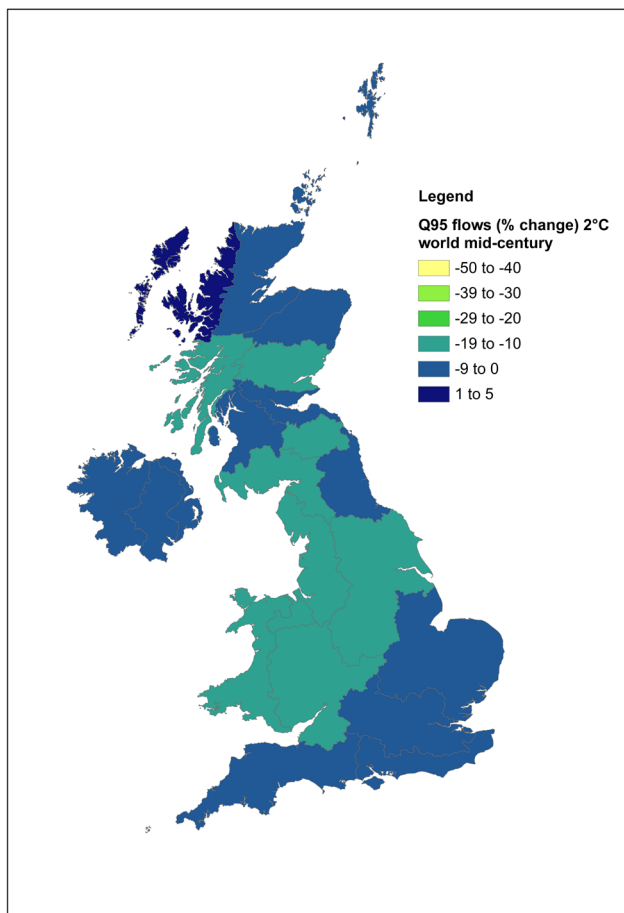 Legend
Q95 flows (% change) 2°C
world mid-century
-50 to -40
-39 to -30
-29 to -20
-19 to -10
-9 to 0
1 to 5